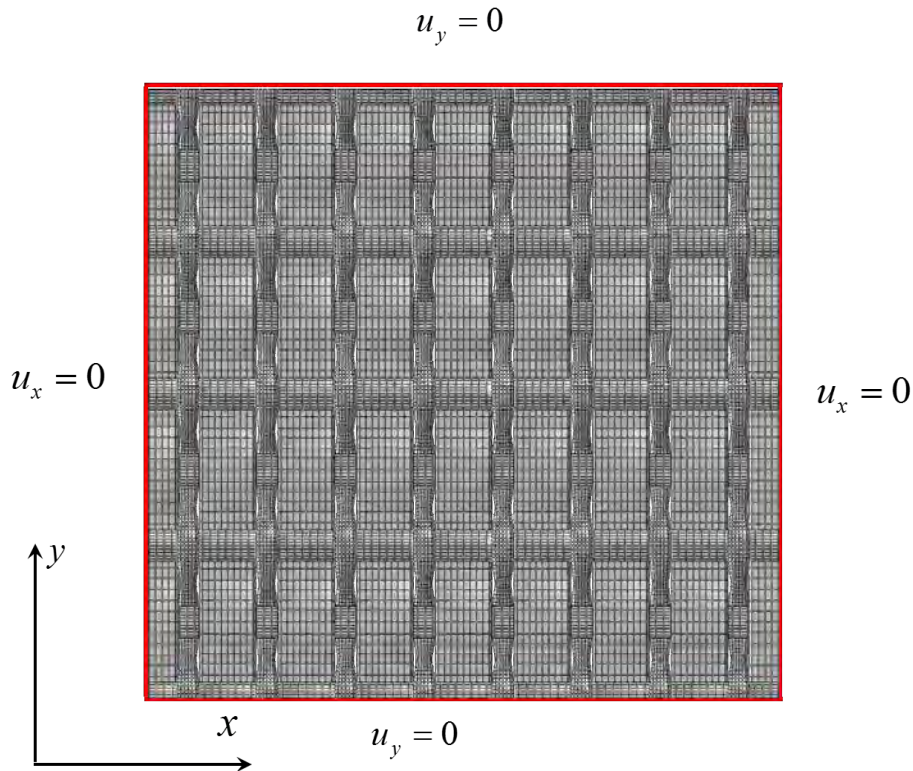 u_y = 0
u_x = 0
u_x = 0
y
x
u_y = 0